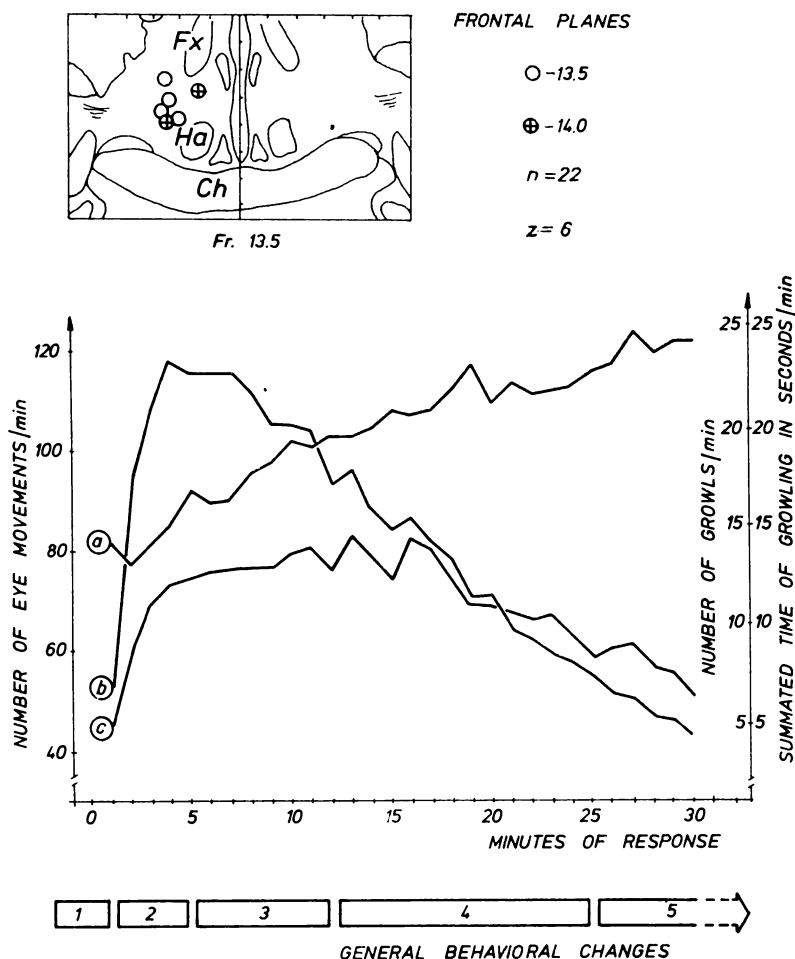 Fx
Ha
Ch
Fr. 13.5
FRONTAL PLANES
-13.5
-14.0
n=22
z=6
NUMBER OF EYE MOVEMENTS/min
120
100
80
60
40
a
b
c
NUMBER OF GROWLS/min
25
20
15
10
5
25
20
15
10
5
SUMMATED TIME OF GROWLING IN SECONDS/min
0 5 10 15 20 25 30
MINUTES OF RESPONSE
1 2 3 4 5
GENERAL BEHAVIORAL CHANGES